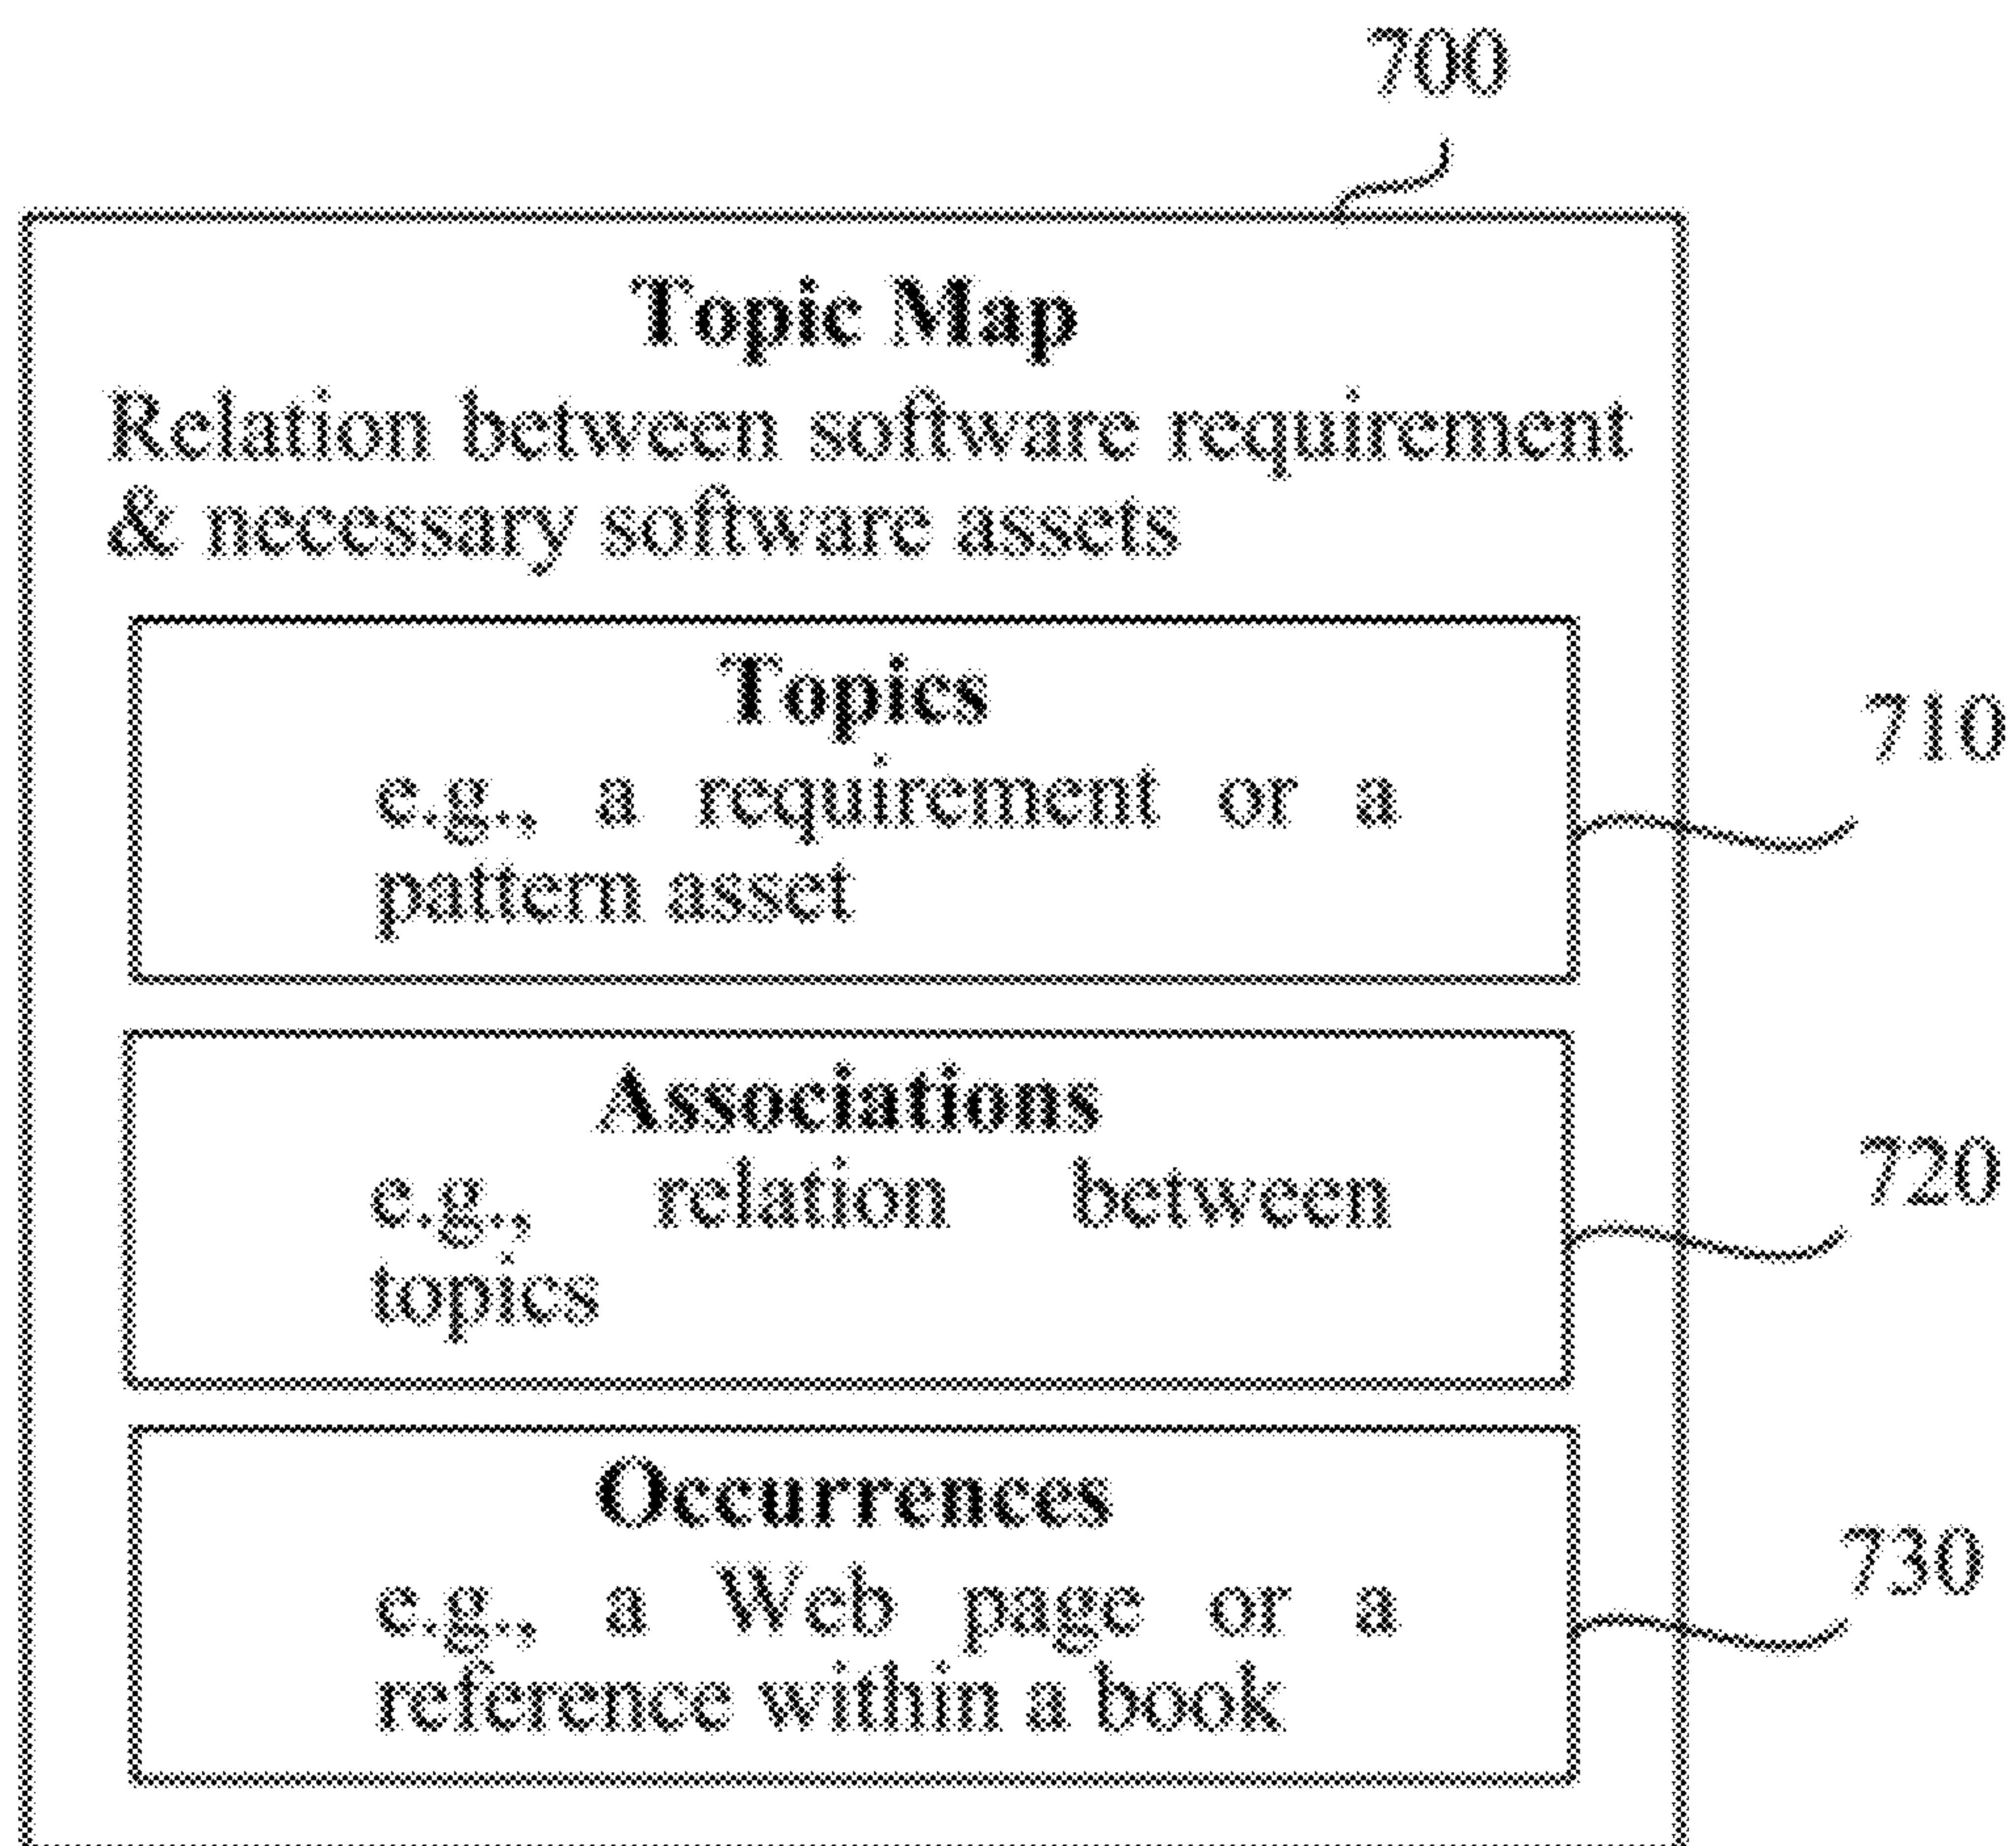 700
Topic Map
Relation between software requirement
& necessary software assets
Topics
e.g., a requirement or a
pattern asset
710
Associations
e.g., relation between
topics
720
Occurrences
e.g., a Web page or a
reference within a book
730